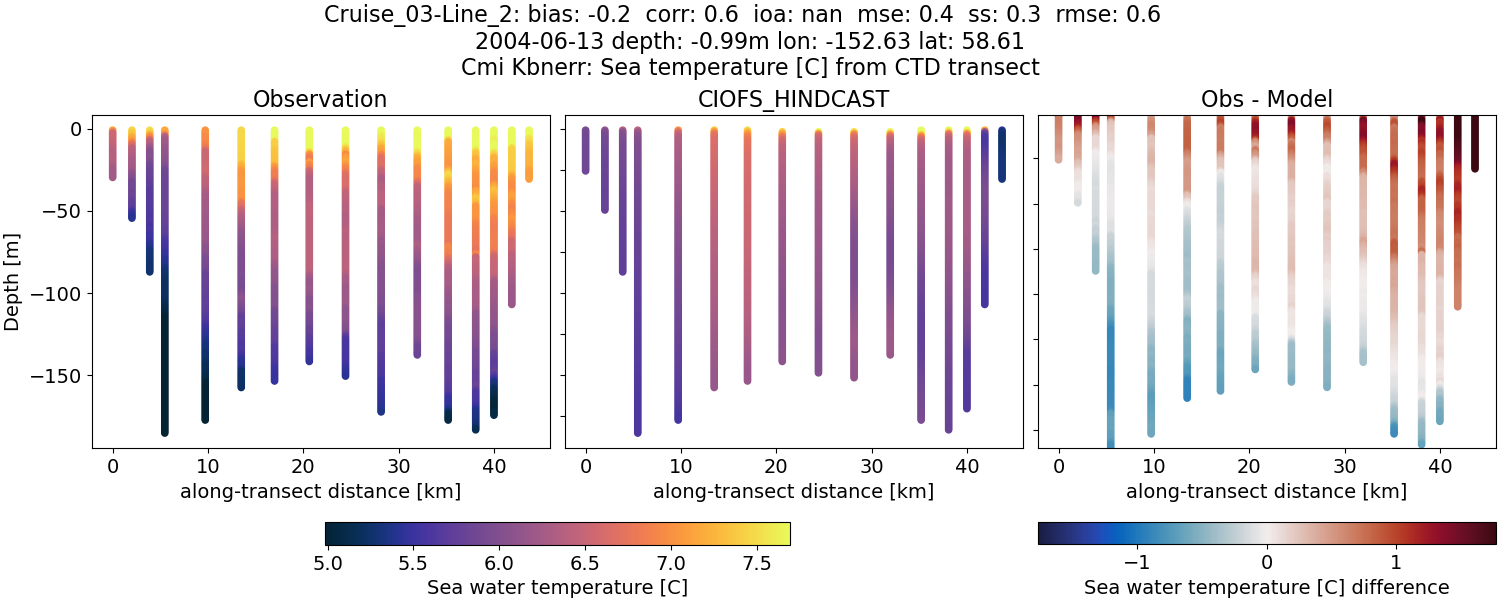 Cruise_03-Line_2: bias: -0.2  corr: 0.6  ioa: nan  mse: 0.4  ss: 0.3  rmse: 0.6
2004-06-13 depth: -0.99m lon: -152.63 lat: 58.61
Cmi Kbnerr: Sea temperature [C] from CTD transect
Observation
CIOFS_HINDCAST
Obs - Model
Depth [m]
0
−50
−100
−150
0 10 20 30 40
0 10 20 30 40
0 10 20 30 40
along-transect distance [km]
along-transect distance [km]
along-transect distance [km]
5.0 5.5 6.0 6.5 7.0 7.5
Sea water temperature [C]
−1 0 1
Sea water temperature [C] difference